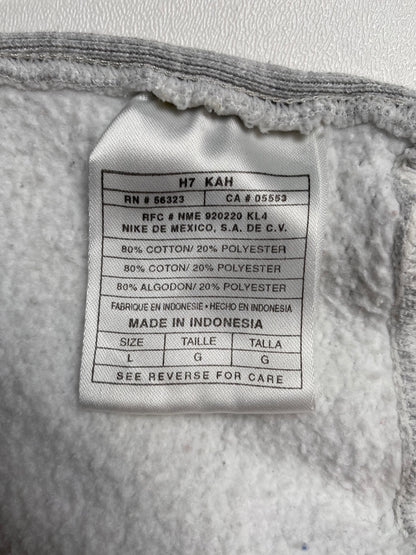 H7 KAH
RN # 56323 CA # 05553
RFC # NME 920220 KL4
NIKE DE MEXICO, S.A. DE C.V.
80% COTTON/ 20% POLYESTER
80% COTON/ 20% POLYESTER
80% ALGODON/ 20% POLYESTER
FABRIQUE EN INDONESIE • HECHO EN INDONESIA
MADE IN INDONESIA
SIZE TAILLE TALLA
L G G
SEE REVERSE FOR CARE